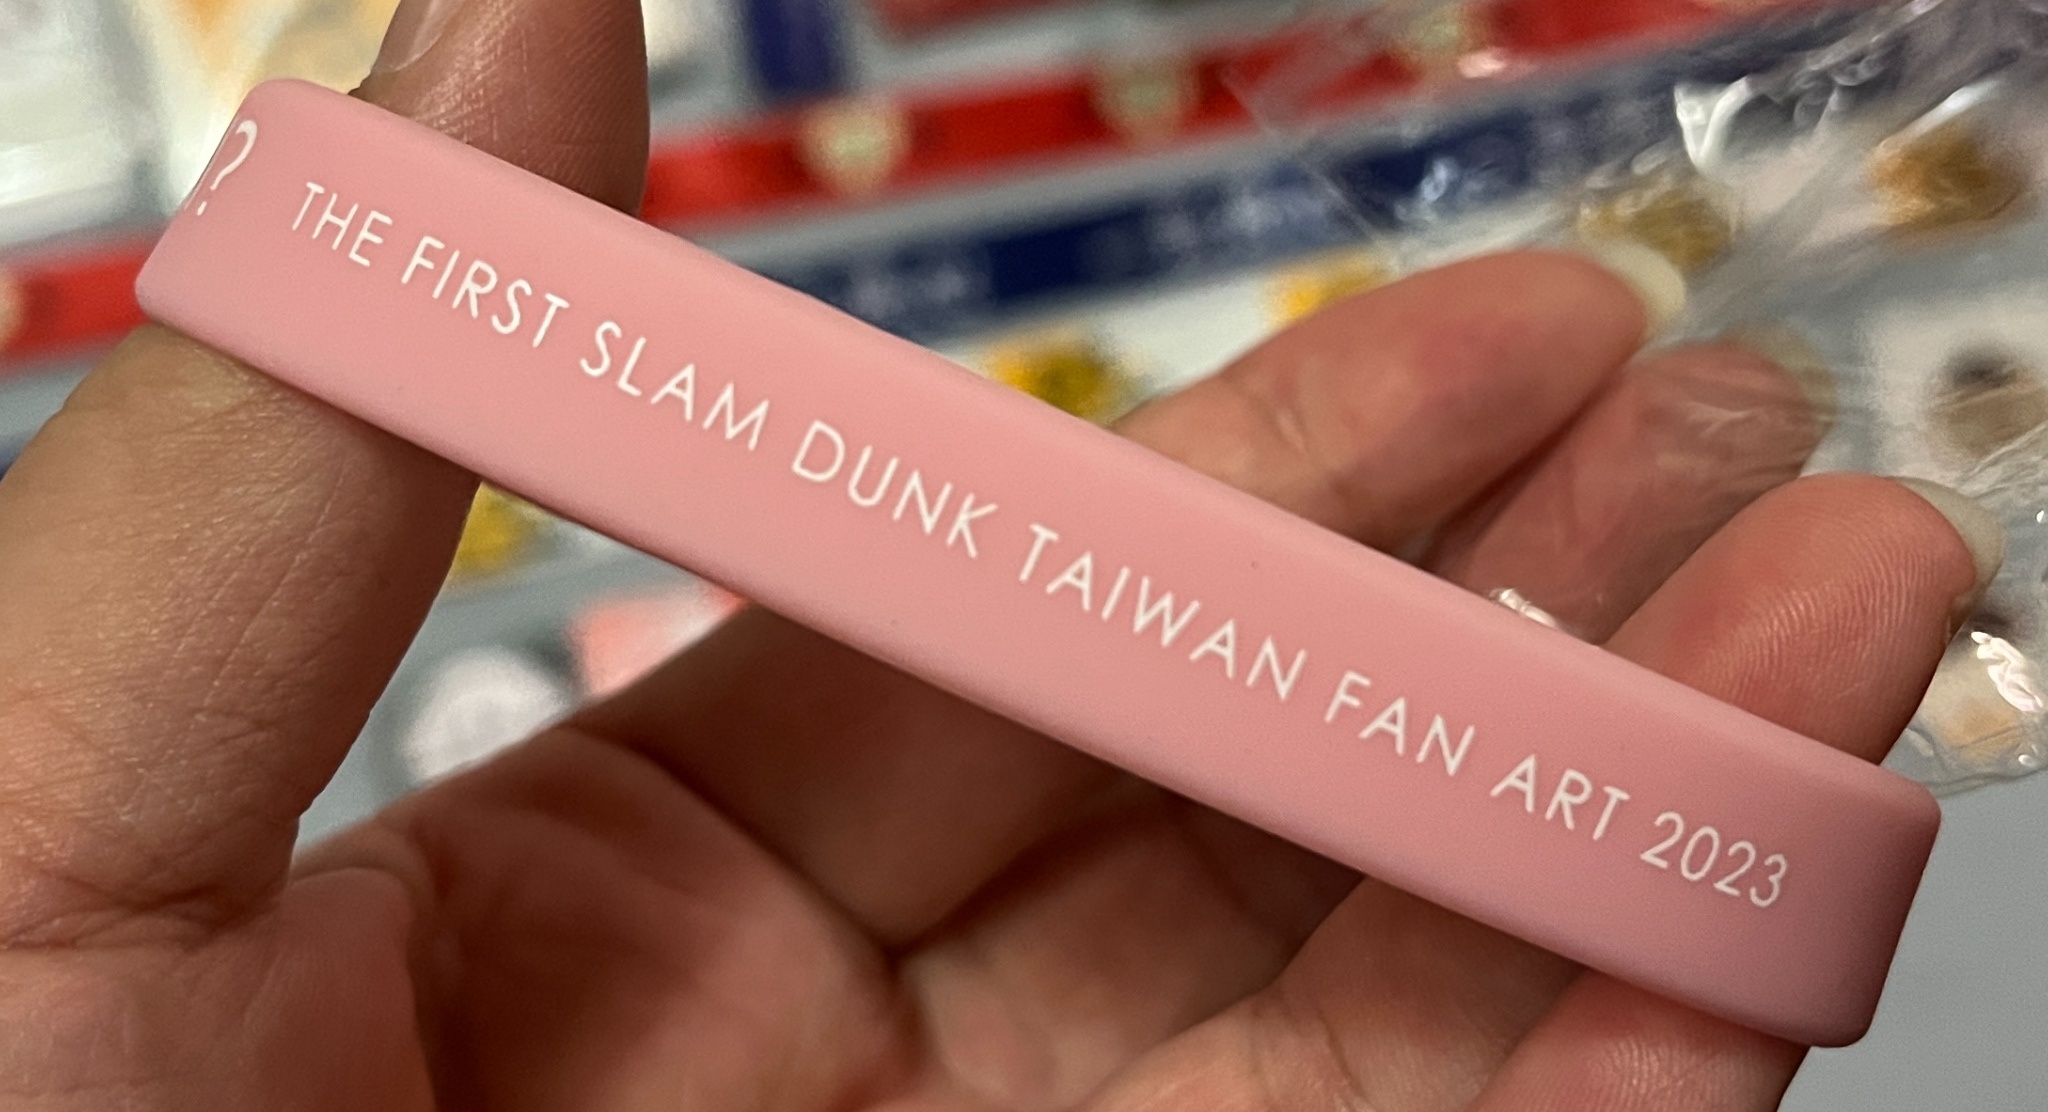 THE FIRST SLAM DUNK TAIWAN FAN ART 2023